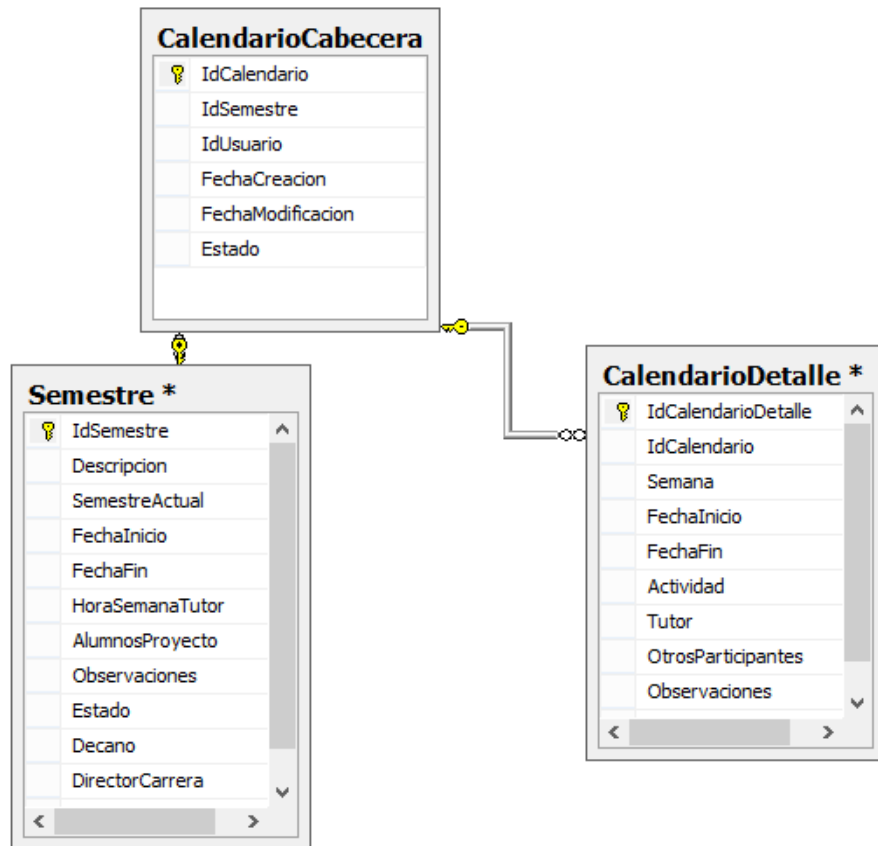 CalendarioCabecera
IdCalendario
IdSemestre
IdUsuario
FechaCreacion
FechaModificacion
Estado
Semestre *
IdSemestre
Descripcion
SemestreActual
FechaInicio
FechaFin
HoraSemanaTutor
AlumnosProyecto
Observaciones
Estado
Decano
DirectorCarrera
CalendarioDetalle *
IdCalendarioDetalle
IdCalendario
Semana
FechaInicio
FechaFin
Actividad
Tutor
OtrosParticipantes
Observaciones